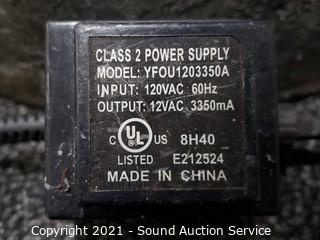 CLASS 2 POWER SUPPLY
MODEL: YFOU1203350A
INPUT: 120VAC 60Hz
OUTPUT: 12VAC 3350mA
C UL US 8H40
LISTED E212524
MADE IN CHINA
Copyright 2021 - Sound Auction Service